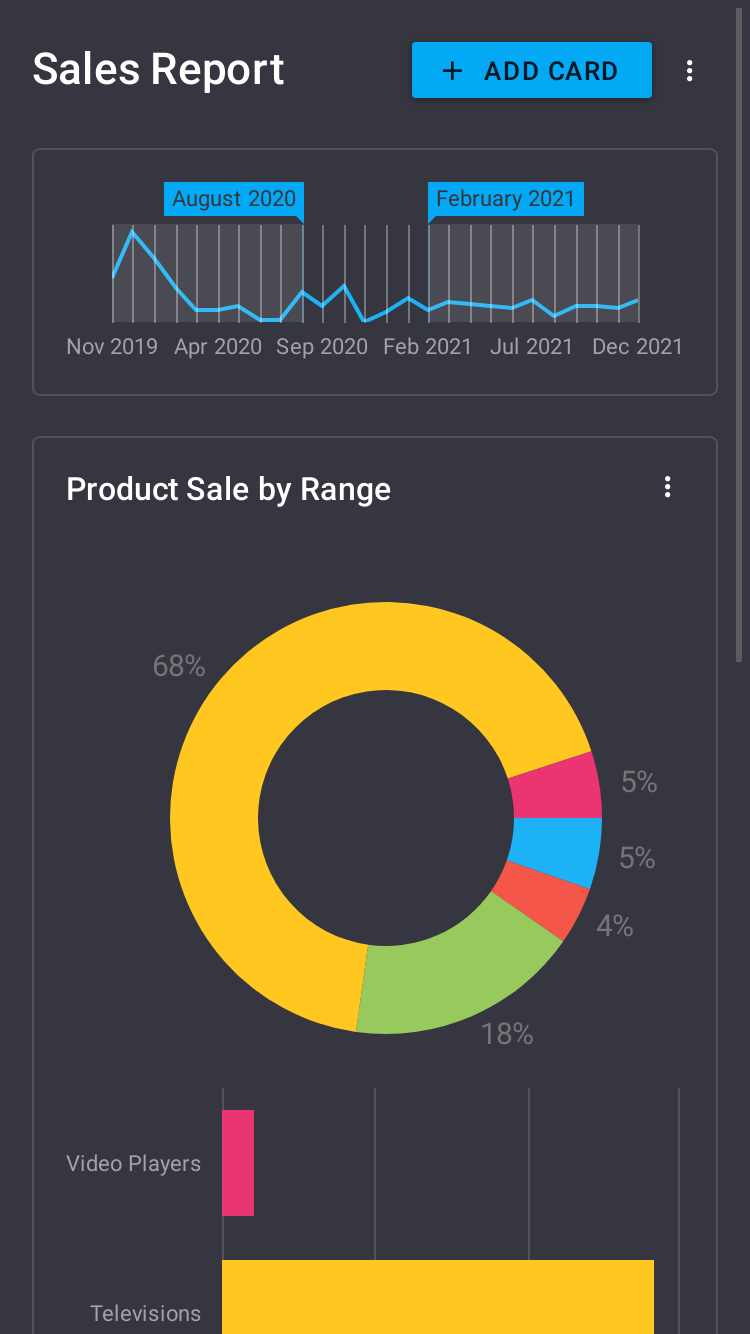 Sales Report
+ ADD CARD
August 2020
February 2021
Nov 2019 Apr 2020 Sep 2020 Feb 2021 Jul 2021 Dec 2021
Product Sale by Range
68%
5%
5%
4%
18%
Video Players
Televisions